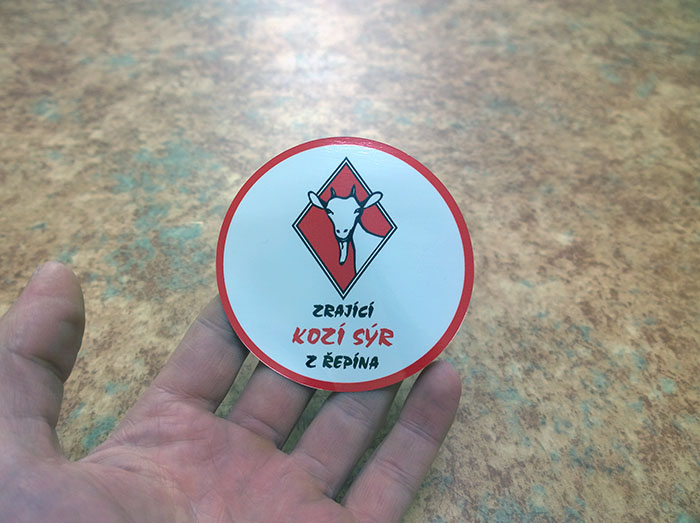 ZRAJÍCÍ
KOZÍ SÝR
Z ŘEPÍNA